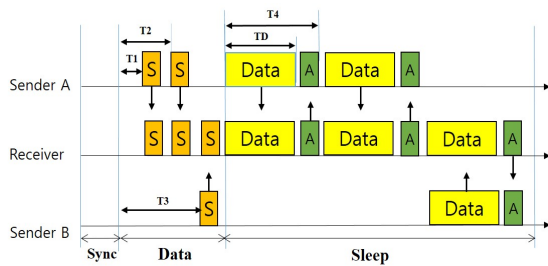 T4
T2
TD
T1
S S Data A Data A
Sender A
S S S Data A Data A Data A
Receiver
T3
S Data A
Sender B
Sync Data Sleep